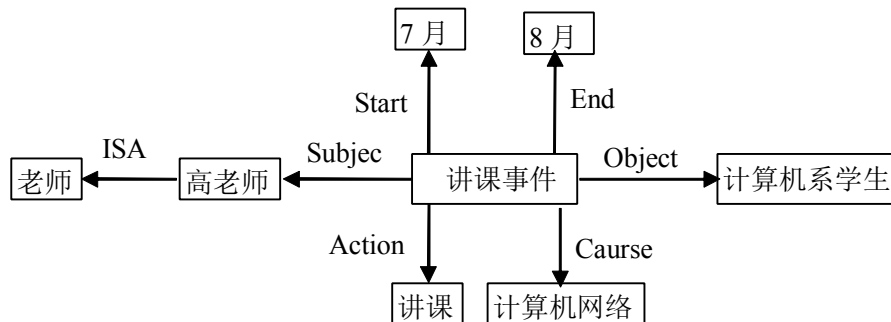 7 月
8 月
Start
End
ISA
Subjec
Object
老师
高老师
讲课事件
计算机系学生
Action
Caurse
讲课
计算机网络